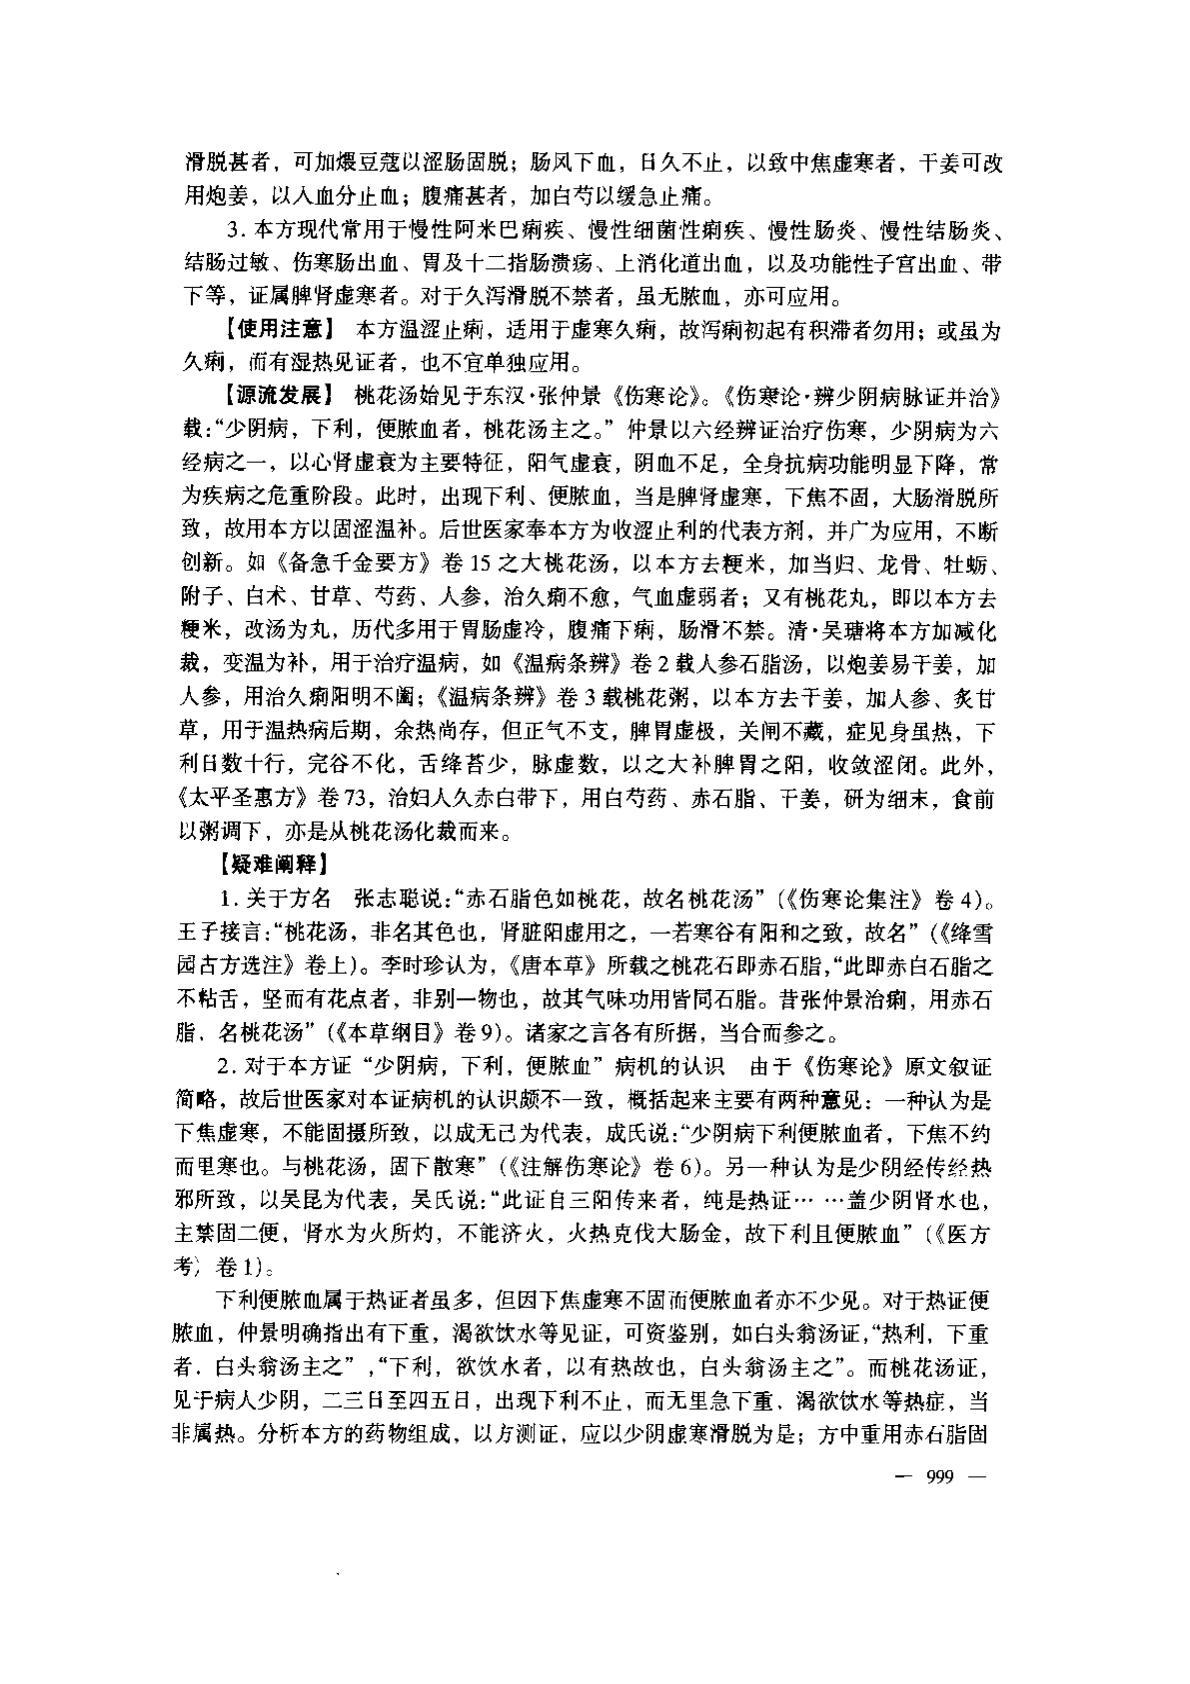 滑脱甚者，可加煨豆蔻以涩肠固脱；肠风下血，日久不止，以致中焦虚寒者，干姜可改
用炮姜，以入血分止血；腹痛甚者，加白芍以缓急止痛。
3. 本方现代常用于慢性阿米巴痢疾、慢性细菌性痢疾、慢性肠炎、慢性结肠炎、
结肠过敏、伤寒肠出血、胃及十二指肠溃疡、上消化道出血，以及功能性子宫出血、带
下等，证属脾肾虚寒者。对于久泻滑脱不禁者，虽无脓血，亦可应用。
【使用注意】 本方温涩止痢，适用于虚寒久痢，故泻痢初起有积滞者勿用；或虽为
久痢，而有湿热见证者，也不宜单独应用。
【源流发展】 桃花汤始见于东汉·张仲景《伤寒论》。《伤寒论·辨少阴病脉证并治》
载：“少阴病，下利，便脓血者，桃花汤主之。”仲景以六经辨证治疗伤寒，少阴病为六
经病之一，以心肾虚衰为主要特征，阳气虚衰，阴血不足，全身抗病功能明显下降，常
为疾病之危重阶段。此时，出现下利、便脓血，当是脾肾虚寒，下焦不固，大肠滑脱所
致，故用本方以固涩温补。后世医家奉本方为收涩止利的代表方剂，并广为应用，不断
创新。如《备急千金要方》卷 15 之大桃花汤，以本方去粳米，加当归、龙骨、牡蛎、
附子、白术、甘草、芍药、人参，治久痢不愈，气血虚弱者；又有桃花丸，即以本方去
粳米，改汤为丸，历代多用于胃肠虚冷，腹痛下痢，肠滑不禁。清·吴瑭将本方加减化
裁，变温为补，用于治疗温病，如《温病条辨》卷 2 载人参石脂汤，以炮姜易干姜，加
人参，用治久痢阳明不阖；《温病条辨》卷 3 载桃花粥，以本方去干姜，加人参、炙甘
草，用于温热病后期，余热尚存，但正气不支，脾胃虚极，关闸不藏，症见身虽热，下
利日数十行，完谷不化，舌绛苔少，脉虚数，以之大补脾胃之阳，收敛涩闭。此外，
《太平圣惠方》卷 73，治妇人久赤白带下，用白芍药、赤石脂、干姜，研为细末，食前
以粥调下，亦是从桃花汤化裁而来。
【疑难阐释】
1. 关于方名 张志聪说：“赤石脂色如桃花，故名桃花汤”（《伤寒论集注》卷 4）。
王子接言：“桃花汤，非名其色也，肾脏阳虚用之，一若寒谷有阳和之致，故名”（《绛雪
园古方选注》卷上）。李时珍认为，《唐本草》所载之桃花石即赤石脂，“此即赤白石脂之
不粘舌，坚而有花点者，非别一物也，故其气味功用皆同石脂。昔张仲景治痢，用赤石
脂，名桃花汤”（《本草纲目》卷 9）。诸家之言各有所据，当合而参之。
2. 对于本方证“少阴病，下利，便脓血”病机的认识 由于《伤寒论》原文叙证
简略，故后世医家对本证病机的认识颇不一致，概括起来主要有两种意见：一种认为是
下焦虚寒，不能固摄所致，以成无己为代表，成氏说：“少阴病下利便脓血者，下焦不约
而里寒也。与桃花汤，固下散寒”（《注解伤寒论》卷 6）。另一种认为是少阴经传经热
邪所致，以吴昆为代表，吴氏说：“此证自三阳传来者，纯是热证……盖少阴肾水也，
主禁固二便，肾水为火所灼，不能济火，火热克伐大肠金，故下利且便脓血”（《医方
考》卷 1）。
下利便脓血属于热证者虽多，但因下焦虚寒不固而便脓血者亦不少见。对于热证便
脓血，仲景明确指出有下重，渴欲饮水等见证，可资鉴别，如白头翁汤证，“热利，下重
者，白头翁汤主之”，“下利，欲饮水者，以有热故也，白头翁汤主之”。而桃花汤证，
见于病人少阴，二三日至四五日，出现下利不止，而无里急下重，渴欲饮水等热症，当
非属热。分析本方的药物组成，以方测证，应以少阴虚寒滑脱为是；方中重用赤石脂固
— 999 —